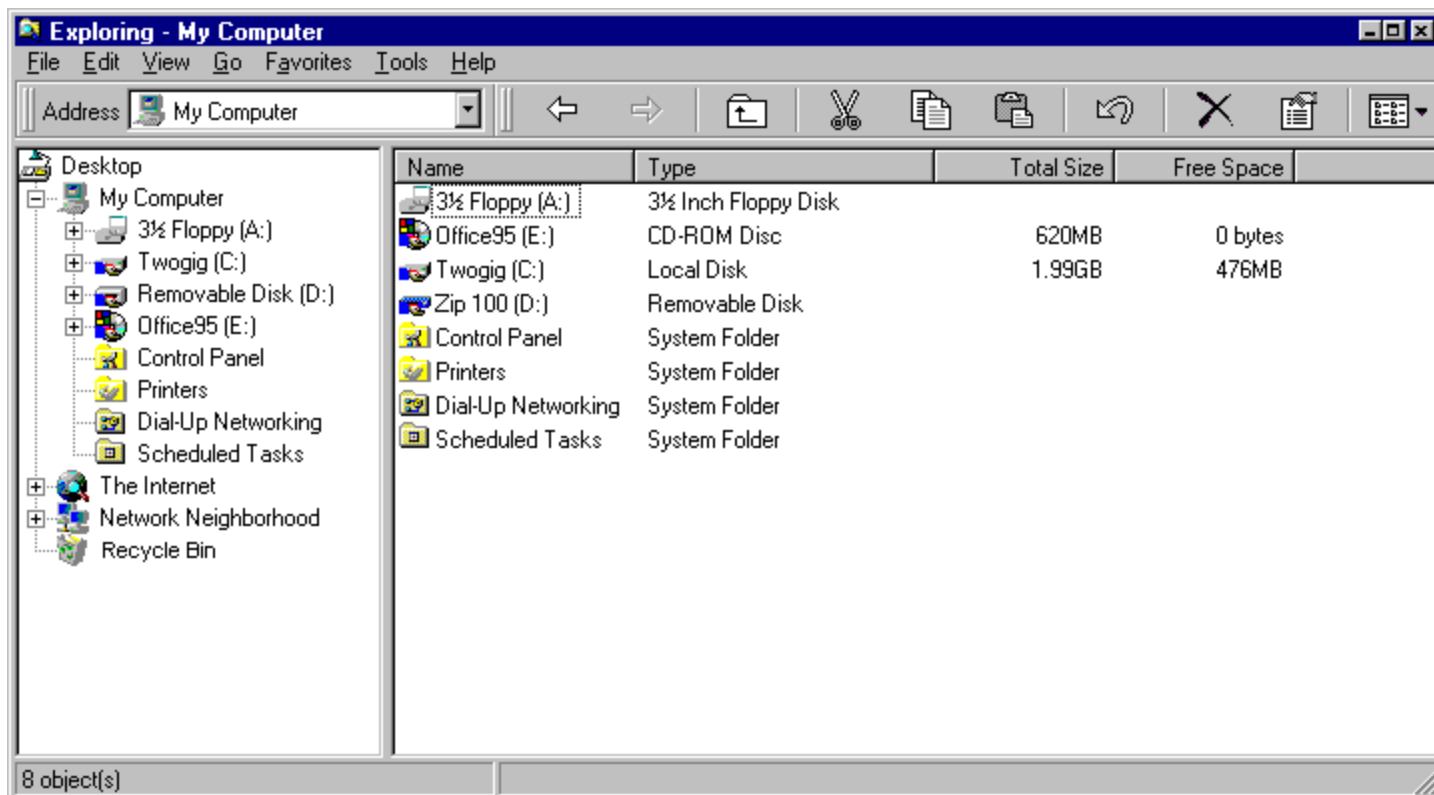 Exploring - My Computer
File Edit View Go Favorites Tools Help
Address My Computer
Desktop
My Computer
3½ Floppy (A:)
Twogig (C:)
Removable Disk (D:)
Office95 (E:)
Control Panel
Printers
Dial-Up Networking
Scheduled Tasks
The Internet
Network Neighborhood
Recycle Bin
Name Type Total Size Free Space
3½ Floppy (A:) 3½ Inch Floppy Disk
Office95 (E:) CD-ROM Disc 620MB 0 bytes
Twogig (C:) Local Disk 1.99GB 476MB
Zip 100 (D:) Removable Disk
Control Panel System Folder
Printers System Folder
Dial-Up Networking System Folder
Scheduled Tasks System Folder
8 object(s)